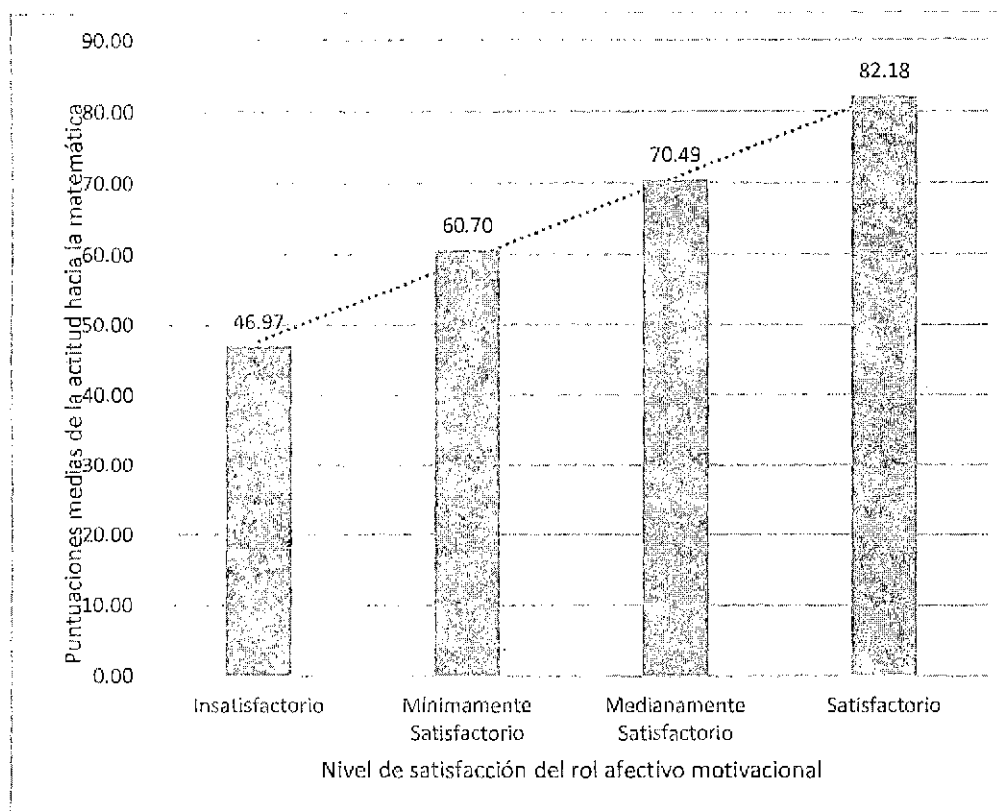 Puntuaciones medias de la actitud hacia la matemática
90.00
80.00
70.00
60.00
50.00
40.00
30.00
20.00
10.00
0.00
46.97
60.70
70.49
82.18
Insatisfactorio
Mínimamente
Satisfactorio
Medianamente
Satisfactorio
Satisfactorio
Nivel de satisfacción del rol afectivo motivacional